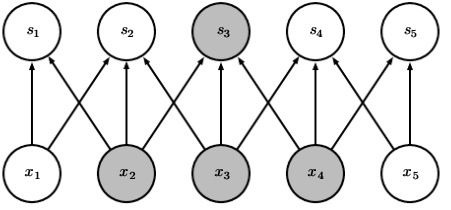 s₁ s₂ s₃ s₄ s₅
x₁ x₂ x₃ x₄ x₅